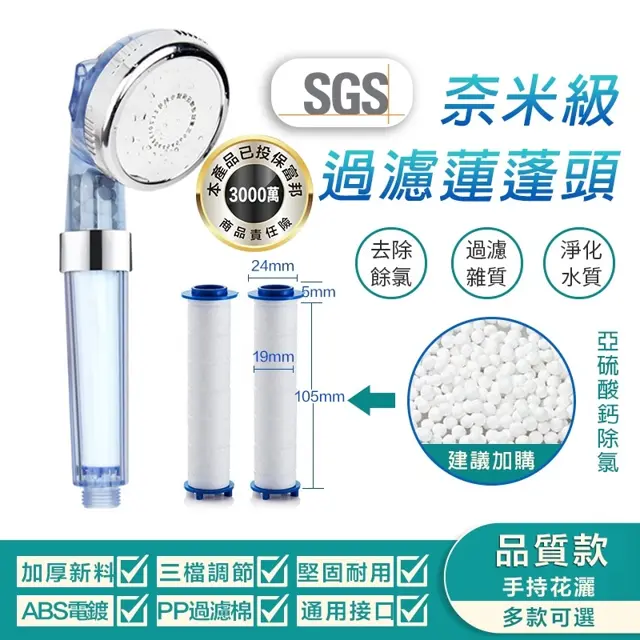 SGS
奈米級
過濾蓮蓬頭
本產品已投保富邦
3000萬
商品責任險
去除
餘氯
過濾
雜質
淨化
水質
24mm
5mm
19mm
105mm
亞硫酸鈣除氯
建議加購
加厚新料
三檔調節
堅固耐用
ABS電鍍
PP過濾棉
通用接口
品質款
手持花灑
多款可選